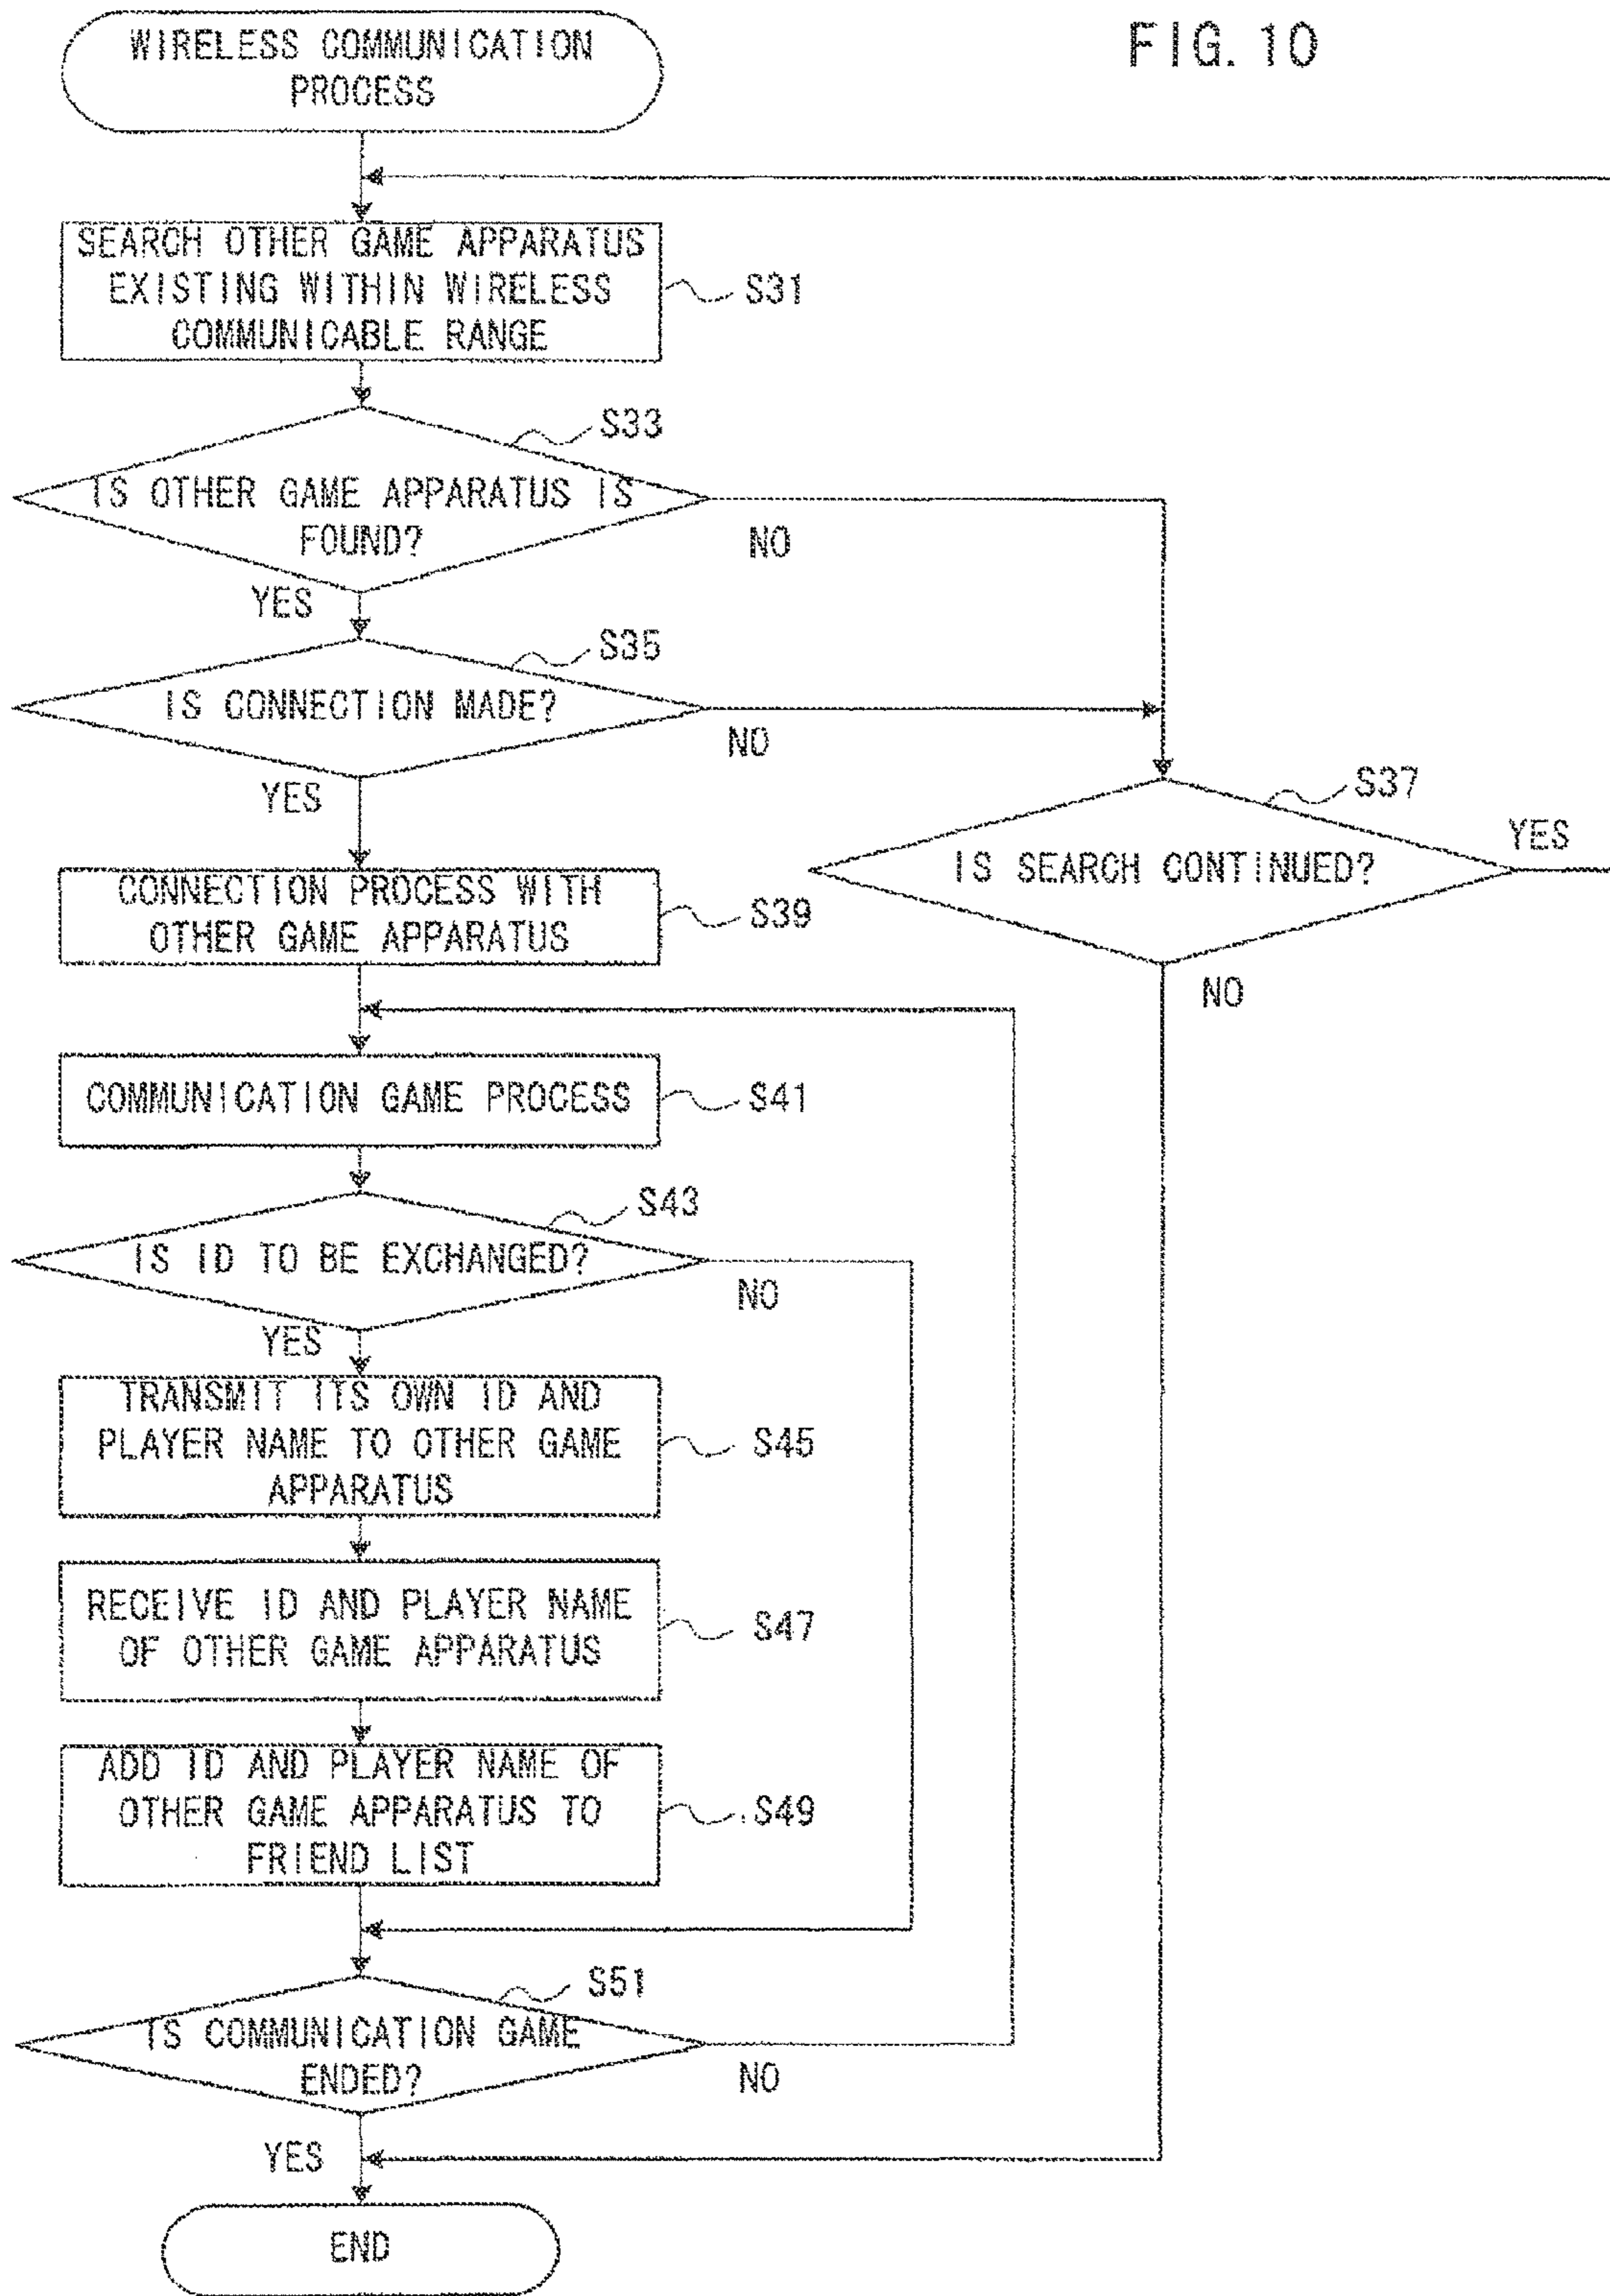 FIG. 10
WIRELESS COMMUNICATION
PROCESS
SEARCH OTHER GAME APPARATUS
EXISTING WITHIN WIRELESS
COMMUNICABLE RANGE
S31
S33
IS OTHER GAME APPARATUS IS
FOUND?
NO
YES
S35
IS CONNECTION MADE?
NO
YES
S37
IS SEARCH CONTINUED?
YES
NO
CONNECTION PROCESS WITH
OTHER GAME APPARATUS
S39
COMMUNICATION GAME PROCESS
S41
S43
IS ID TO BE EXCHANGED?
NO
YES
TRANSMIT ITS OWN ID AND
PLAYER NAME TO OTHER GAME
APPARATUS
S45
RECEIVE ID AND PLAYER NAME
OF OTHER GAME APPARATUS
S47
ADD ID AND PLAYER NAME OF
OTHER GAME APPARATUS TO
FRIEND LIST
S49
S51
IS COMMUNICATION GAME
ENDED?
NO
YES
END